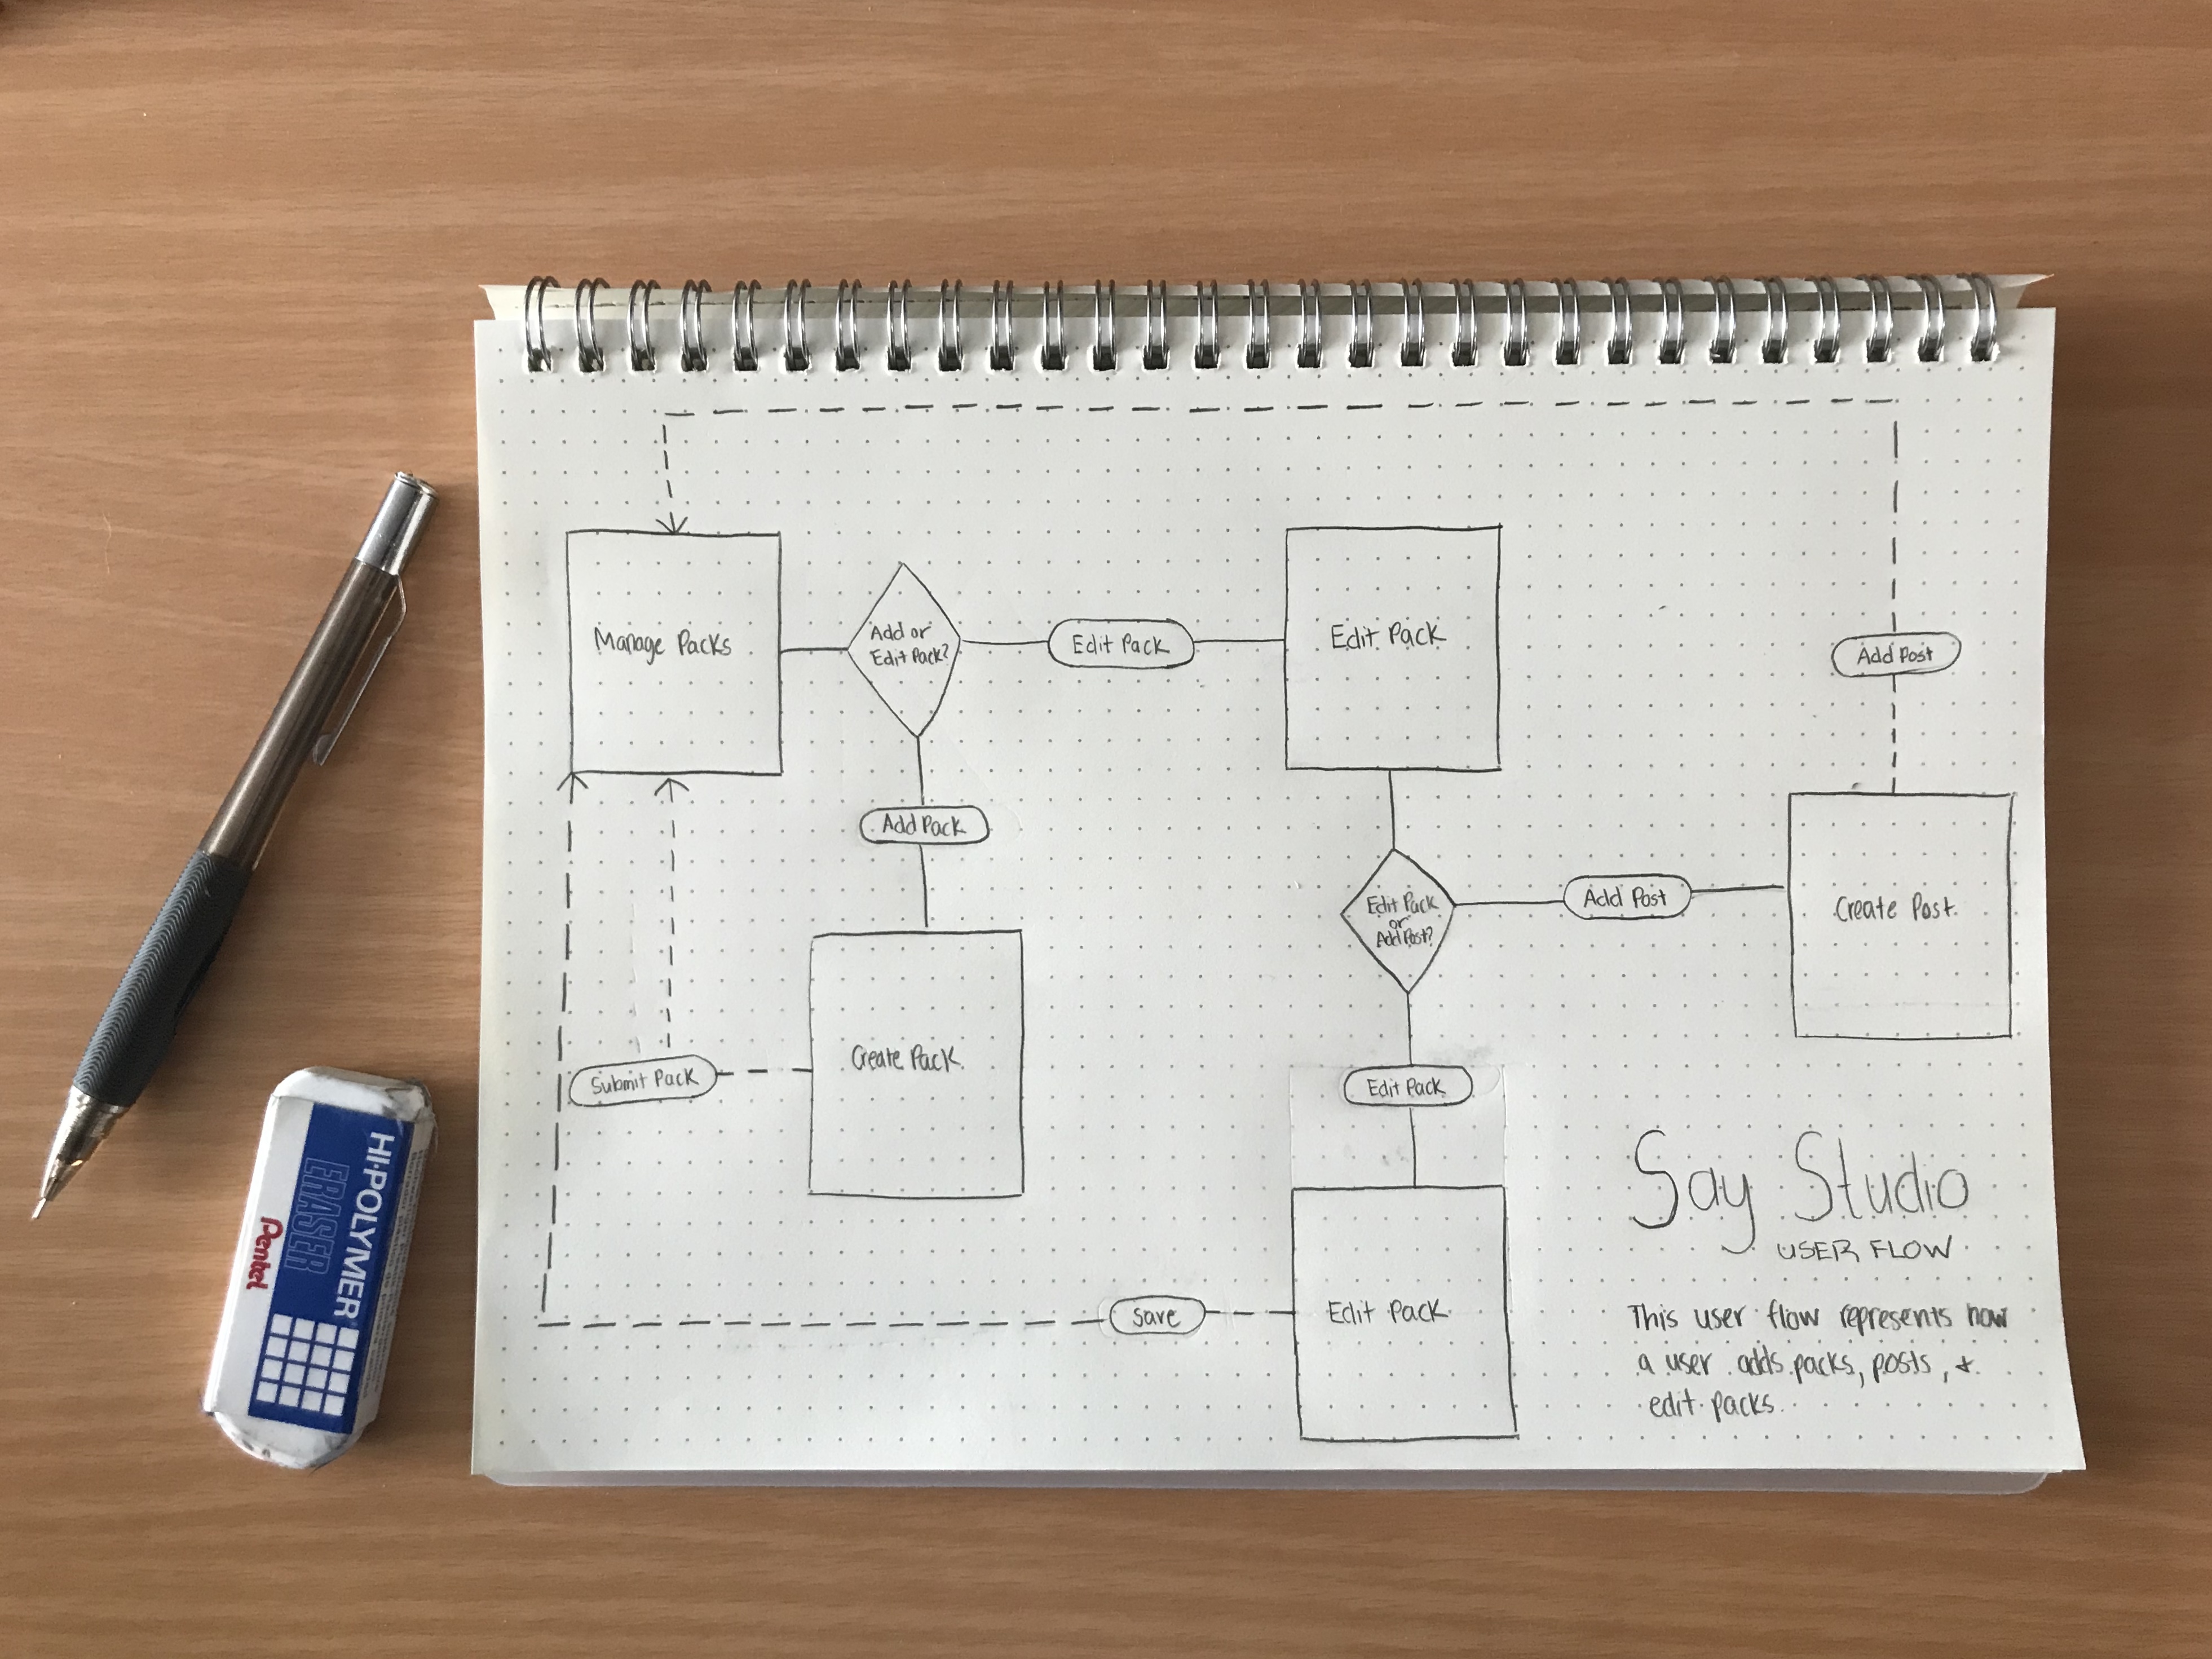 Manage Packs
Add or
Edit Pack?
Edit Pack
Edit Pack
Add Post
Add Pack
Edit Pack
or
Add Post?
Add Post
Create Post
Create Pack
Submit Pack
Edit Pack
Save
Edit Pack
Say Studio
USER FLOW
This user flow represents how
a user adds packs, posts, &
edit packs.
HI-POLYMER
ERASER
Pentel